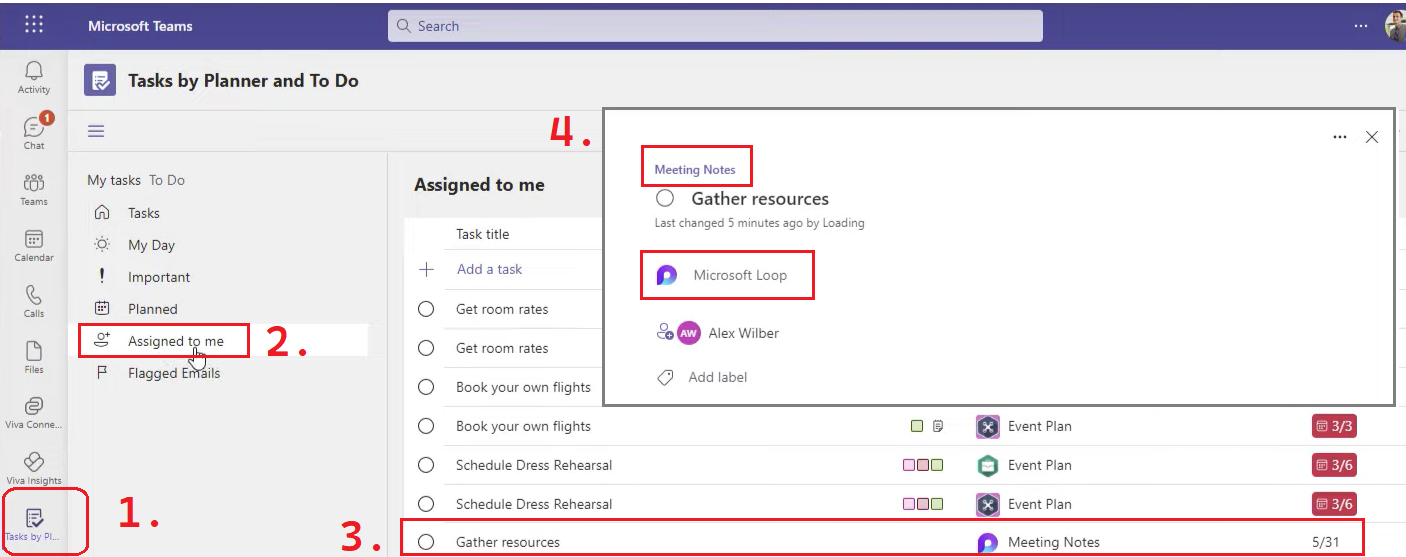 Microsoft Teams
Search
Activity
1
Chat
Teams
Calendar
Calls
Files
Viva Conne...
Viva Insights
Tasks by Pl...
1.
Tasks by Planner and To Do
My tasks To Do
Tasks
My Day
Important
Planned
Assigned to me
2.
Flagged Emails
Assigned to me
Task title
Add a task
Get room rates
Get room rates
Book your own flights
Book your own flights Event Plan 3/3
Schedule Dress Rehearsal Event Plan 3/6
Schedule Dress Rehearsal Event Plan 3/6
3.
Gather resources Meeting Notes 5/31
4.
Meeting Notes
Gather resources
Last changed 5 minutes ago by Loading
Microsoft Loop
AW Alex Wilber
Add label